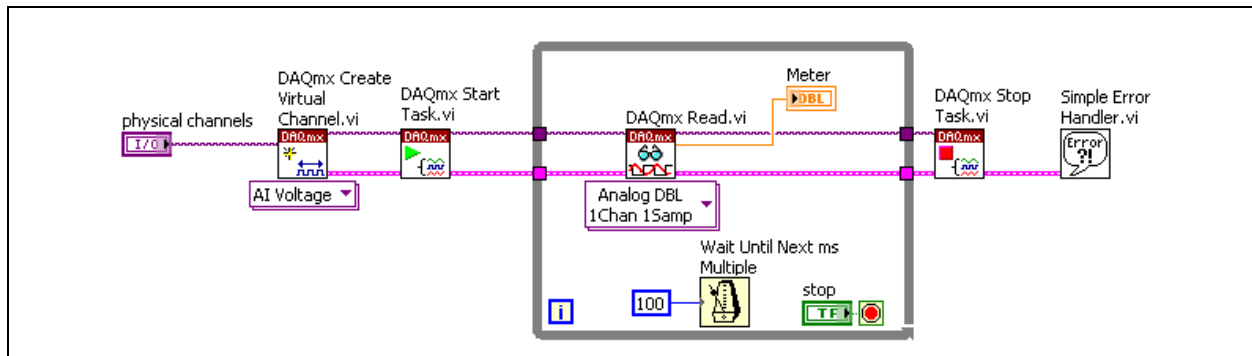 DAQmx Create
Virtual
Channel.vi
DAQmx Start
Task.vi
Meter
DAQmx Stop
Task.vi
Simple Error
Handler.vi
physical channels
I/O
DAQmx
DAQmx
DAQmx Read.vi
DAQmx
DBL
DAQmx
Error
?!
AI Voltage
Analog DBL
1Chan 1Samp
Wait Until Next ms
Multiple
100
stop
TF
i